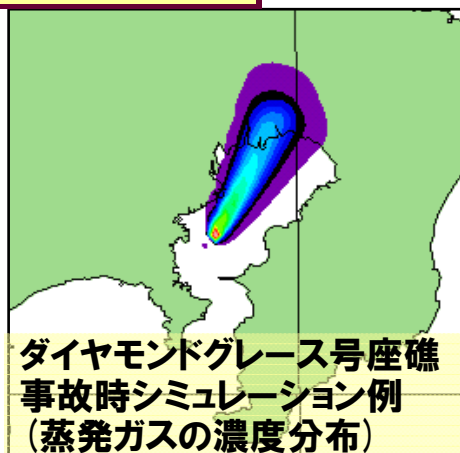 ダイヤモンドグレース号座礁
事故時シミュレーション例
(蒸発ガスの濃度分布)